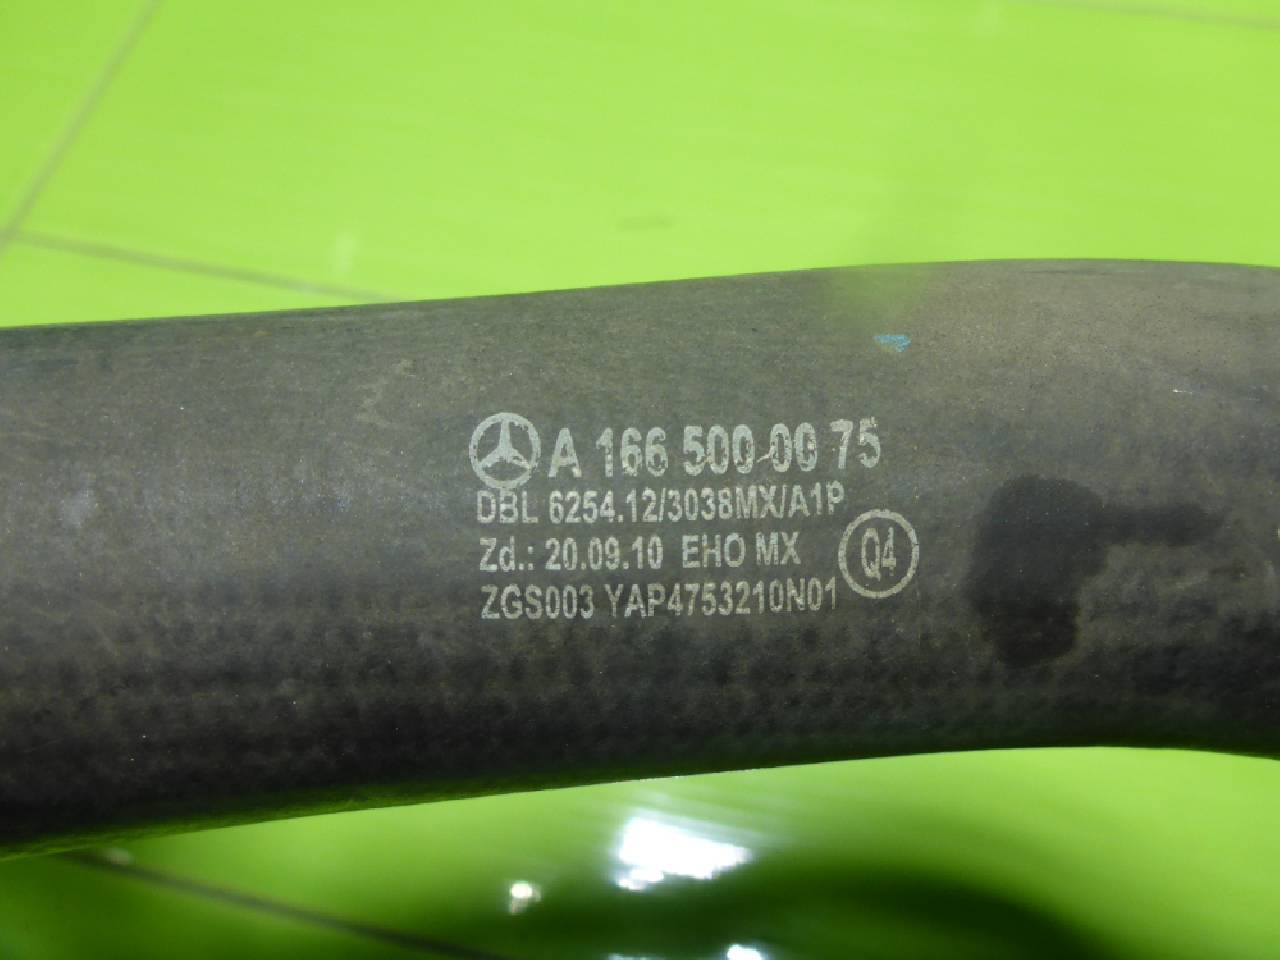 A 166 500 00 75
DBL 6254.12/3038MX/A1P
Zd.: 20.09.10 EHO MX
Q4
ZGS003 YAP4753210N01